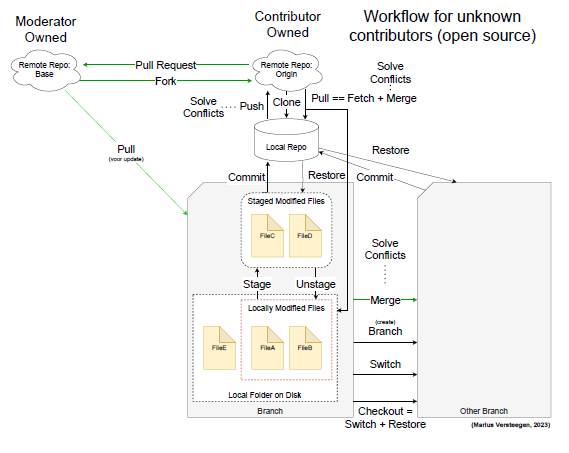 Moderator
Owned
Contributor
Owned
Workflow for unknown
contributors (open source)
Remote Repo:
Base
Pull Request
Fork
Remote Repo:
Origin
Solve
Conflicts
Solve
Conflicts
Push
Clone
Pull == Fetch + Merge
Local Repo
Restore
Pull
(voor update)
Commit
Restore
Commit
Staged Modified Files
FileC
FileD
Stage
Unstage
Solve
Conflicts
Merge
Locally Modified Files
FileE
FileA
FileB
(create)
Branch
Switch
Local Folder on Disk
Branch
Checkout =
Switch + Restore
Other Branch
(Marius Versteegen, 2023)